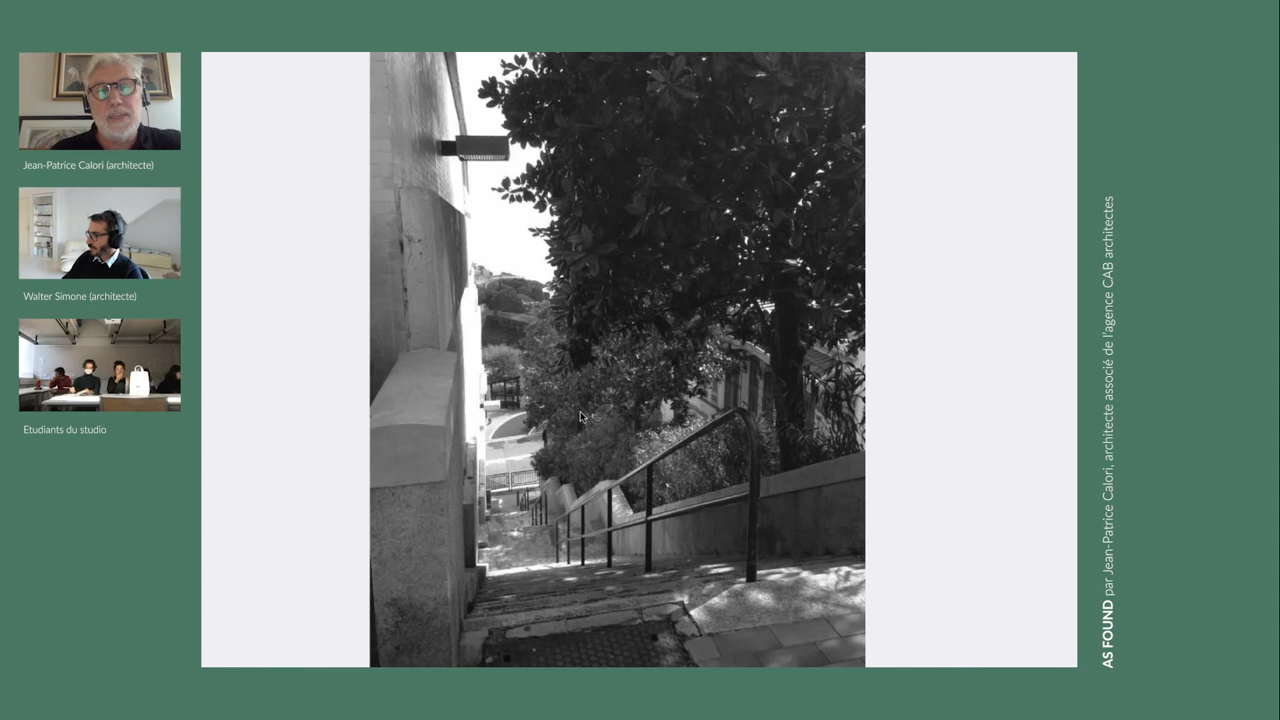 Jean-Patrice Calori (architecte)
Walter Simone (architecte)
Etudiants du studio
AS FOUND par Jean-Patrice Calori, architecte associé de l'agence CAB architectes